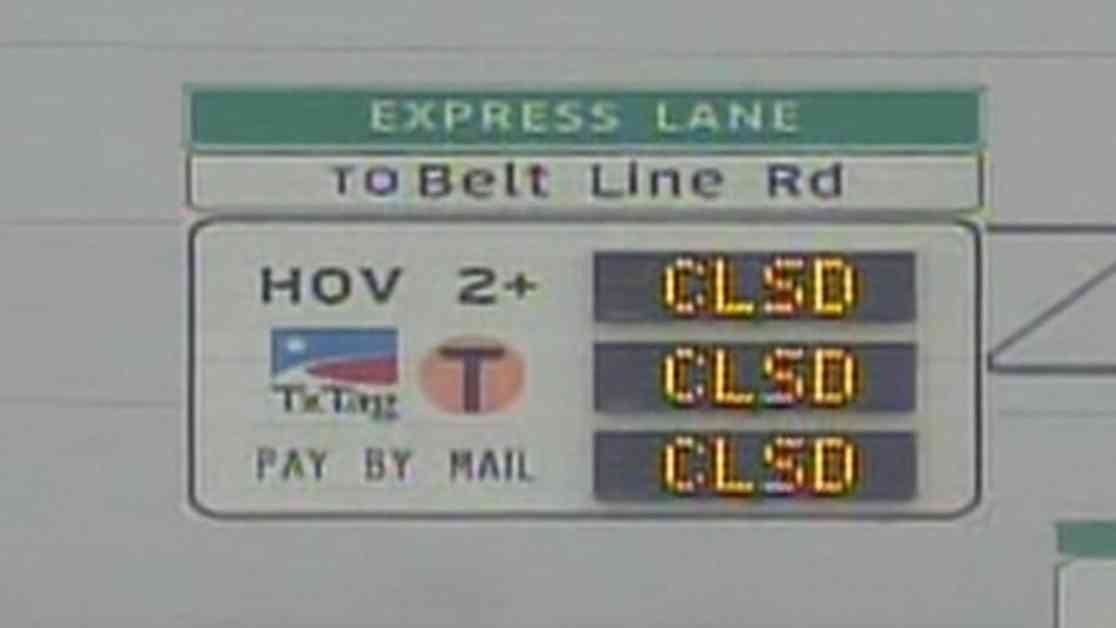 EXPRESS LANE
TO Belt Line Rd
HOV 2+ CLSD
TxTag T CLSD
PAY BY MAIL CLSD